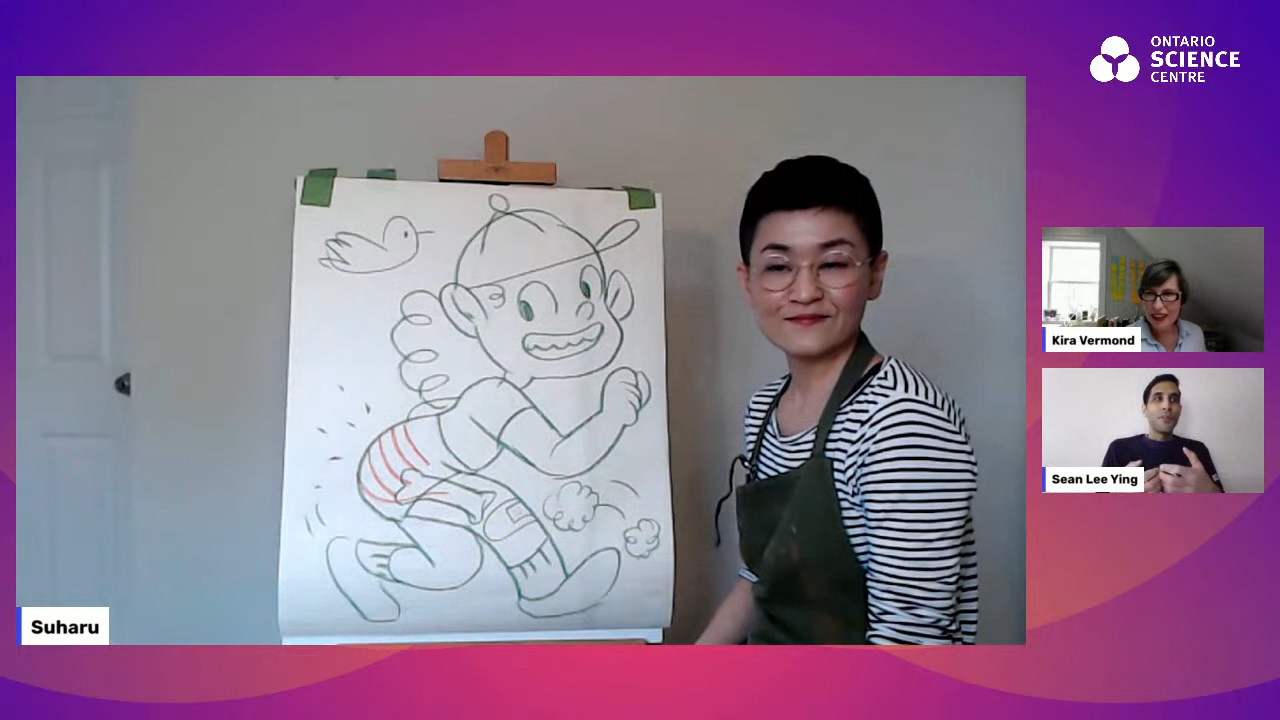 ONTARIO
SCIENCE
CENTRE
Kira Vermond
Sean Lee Ying
Suharu